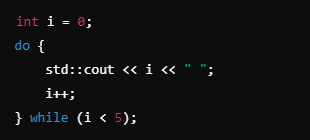 int i = 0;
do {
    std::cout << i << " ";
    i++;
} while (i < 5);